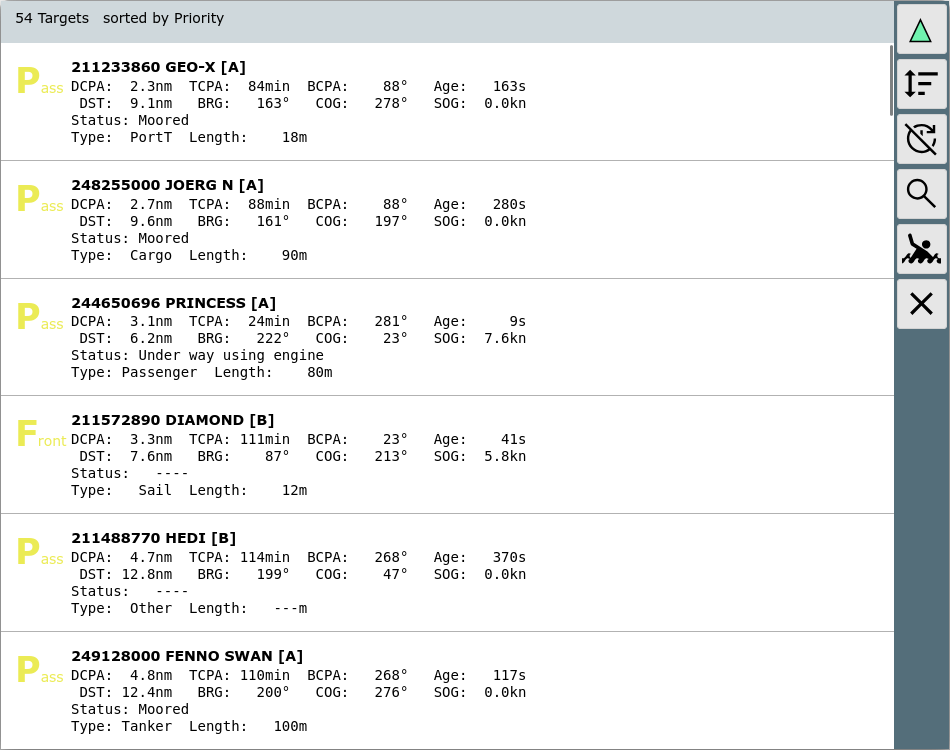 54 Targets sorted by Priority
211233860 GEO-X [A]
Pass
DCPA: 2.3nm TCPA: 84min BCPA: 88° Age: 163s
DST: 9.1nm BRG: 163° COG: 278° SOG: 0.0kn
Status: Moored
Type: PortT Length: 18m
248255000 JOERG N [A]
Pass
DCPA: 2.7nm TCPA: 88min BCPA: 88° Age: 280s
DST: 9.6nm BRG: 161° COG: 197° SOG: 0.0kn
Status: Moored
Type: Cargo Length: 90m
244650696 PRINCESS [A]
Pass
DCPA: 3.1nm TCPA: 24min BCPA: 281° Age: 9s
DST: 6.2nm BRG: 222° COG: 23° SOG: 7.6kn
Status: Under way using engine
Type: Passenger Length: 80m
211572890 DIAMOND [B]
Front
DCPA: 3.3nm TCPA: 111min BCPA: 23° Age: 41s
DST: 7.6nm BRG: 87° COG: 213° SOG: 5.8kn
Status: ----
Type: Sail Length: 12m
211488770 HEDI [B]
Pass
DCPA: 4.7nm TCPA: 114min BCPA: 268° Age: 370s
DST: 12.8nm BRG: 199° COG: 47° SOG: 0.0kn
Status: ----
Type: Other Length: ---m
249128000 FENNO SWAN [A]
Pass
DCPA: 4.8nm TCPA: 110min BCPA: 268° Age: 117s
DST: 12.4nm BRG: 200° COG: 276° SOG: 0.0kn
Status: Moored
Type: Tanker Length: 100m